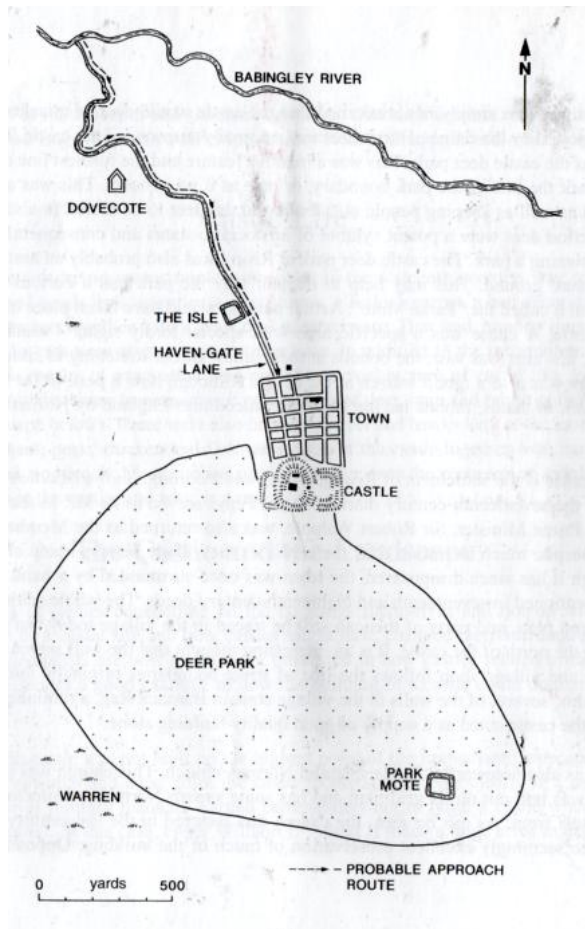 BABINGLEY RIVER
N
DOVECOTE
THE ISLE
HAVEN-GATE
LANE
TOWN
CASTLE
DEER PARK
PARK
MOTE
WARREN
PROBABLE APPROACH
ROUTE
0 yards 500